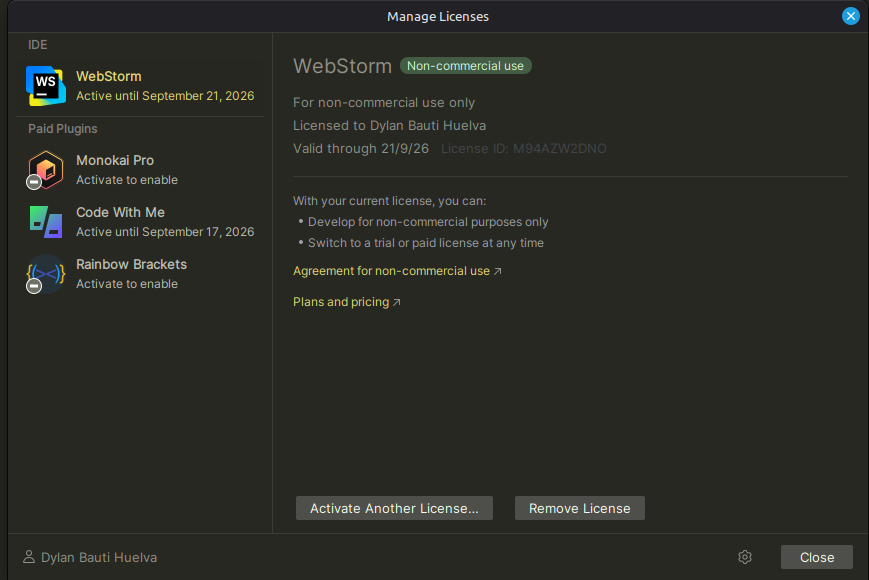 Manage Licenses
IDE
WS
WebStorm
Active until September 21, 2026
Paid Plugins
Monokai Pro
Activate to enable
Code With Me
Active until September 17, 2026
Rainbow Brackets
Activate to enable
WebStorm Non-commercial use
For non-commercial use only
Licensed to Dylan Bauti Huelva
Valid through 21/9/26 License ID: M94AZW2DNO
With your current license, you can:
• Develop for non-commercial purposes only
• Switch to a trial or paid license at any time
Agreement for non-commercial use ↗
Plans and pricing ↗
Activate Another License...
Remove License
Dylan Bauti Huelva
Close